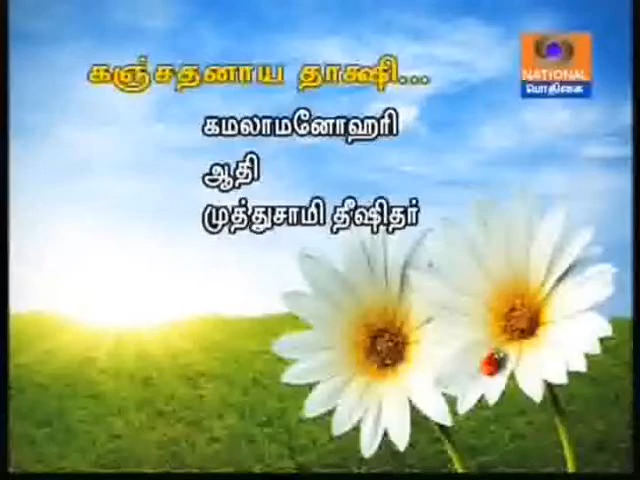 கஞ்சதளாய தாக்ஷி...
கமலாமனோஹரி
ஆதி
முத்துசாமி தீஷிதர்
NATIONAL
பொதிகை